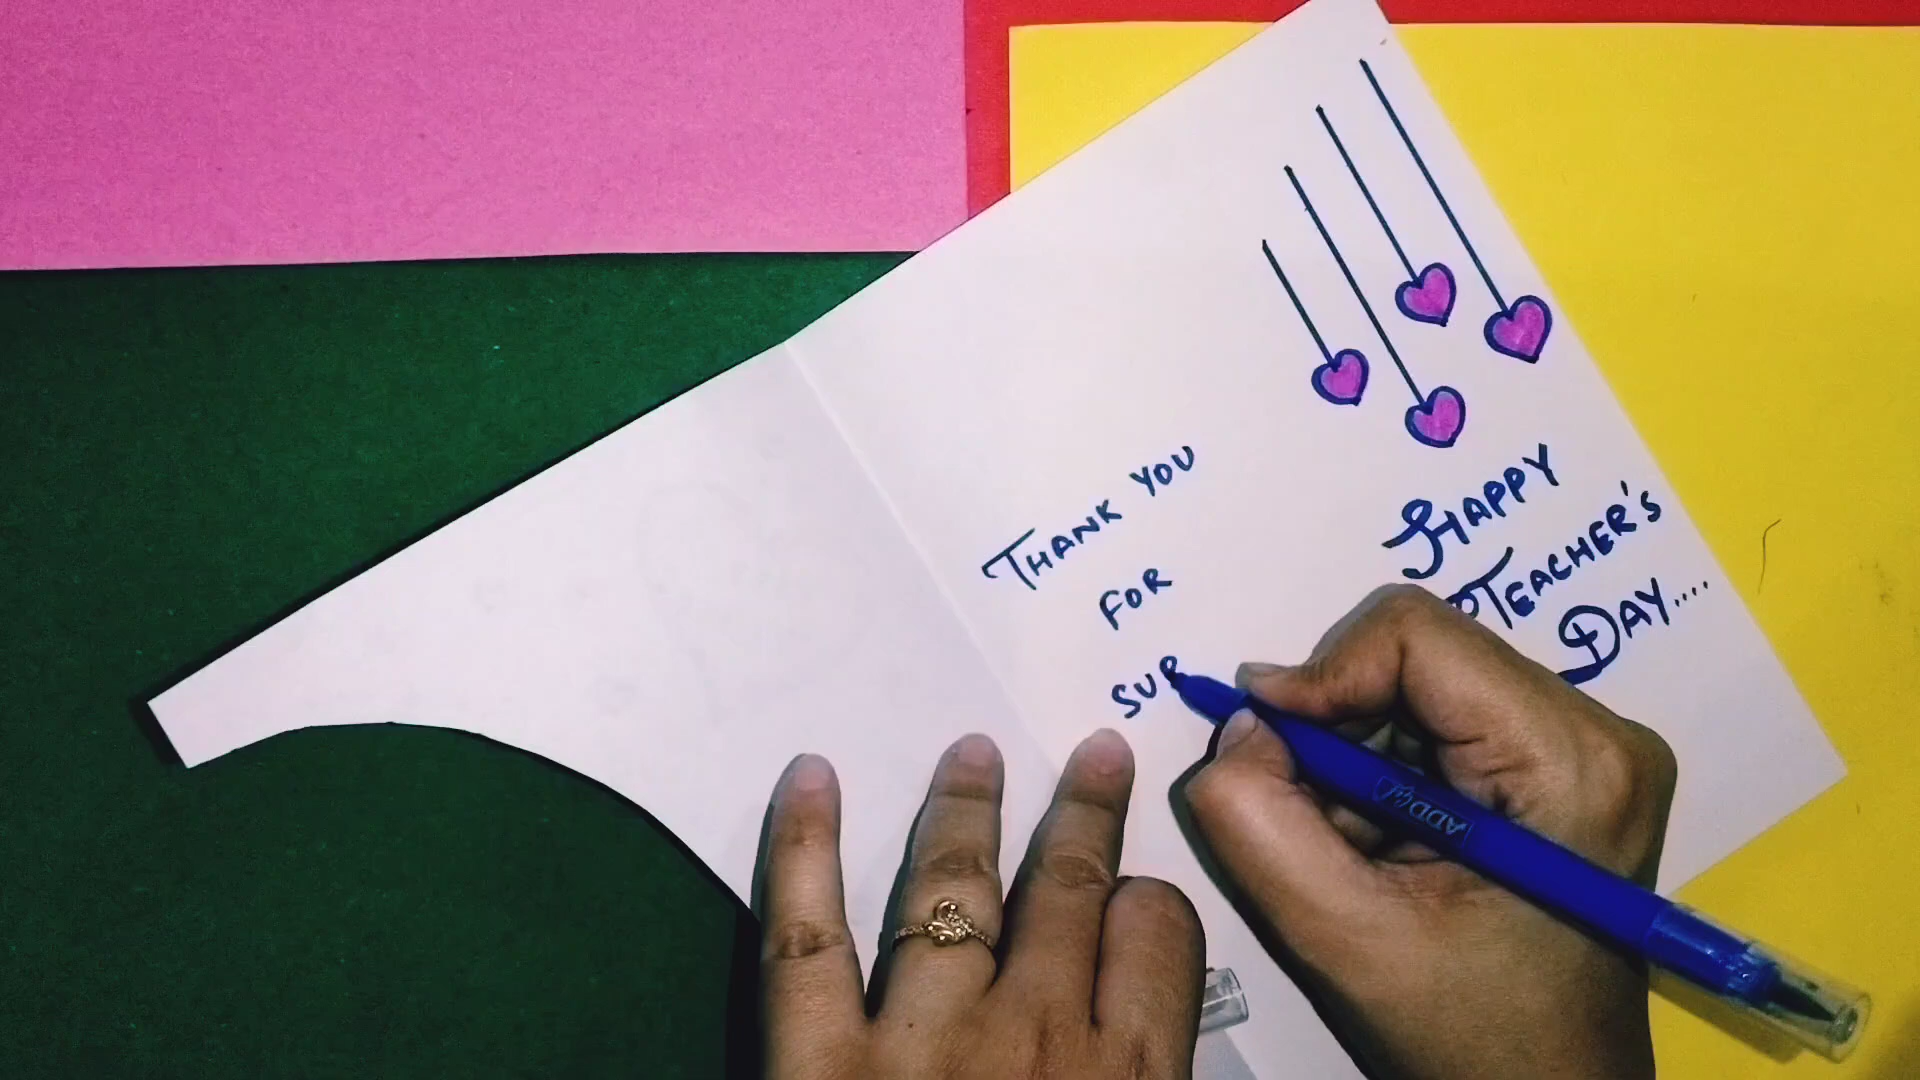 THANK YOU
FOR
SUP
HAPPY
TEACHER'S
DAY....
ADD